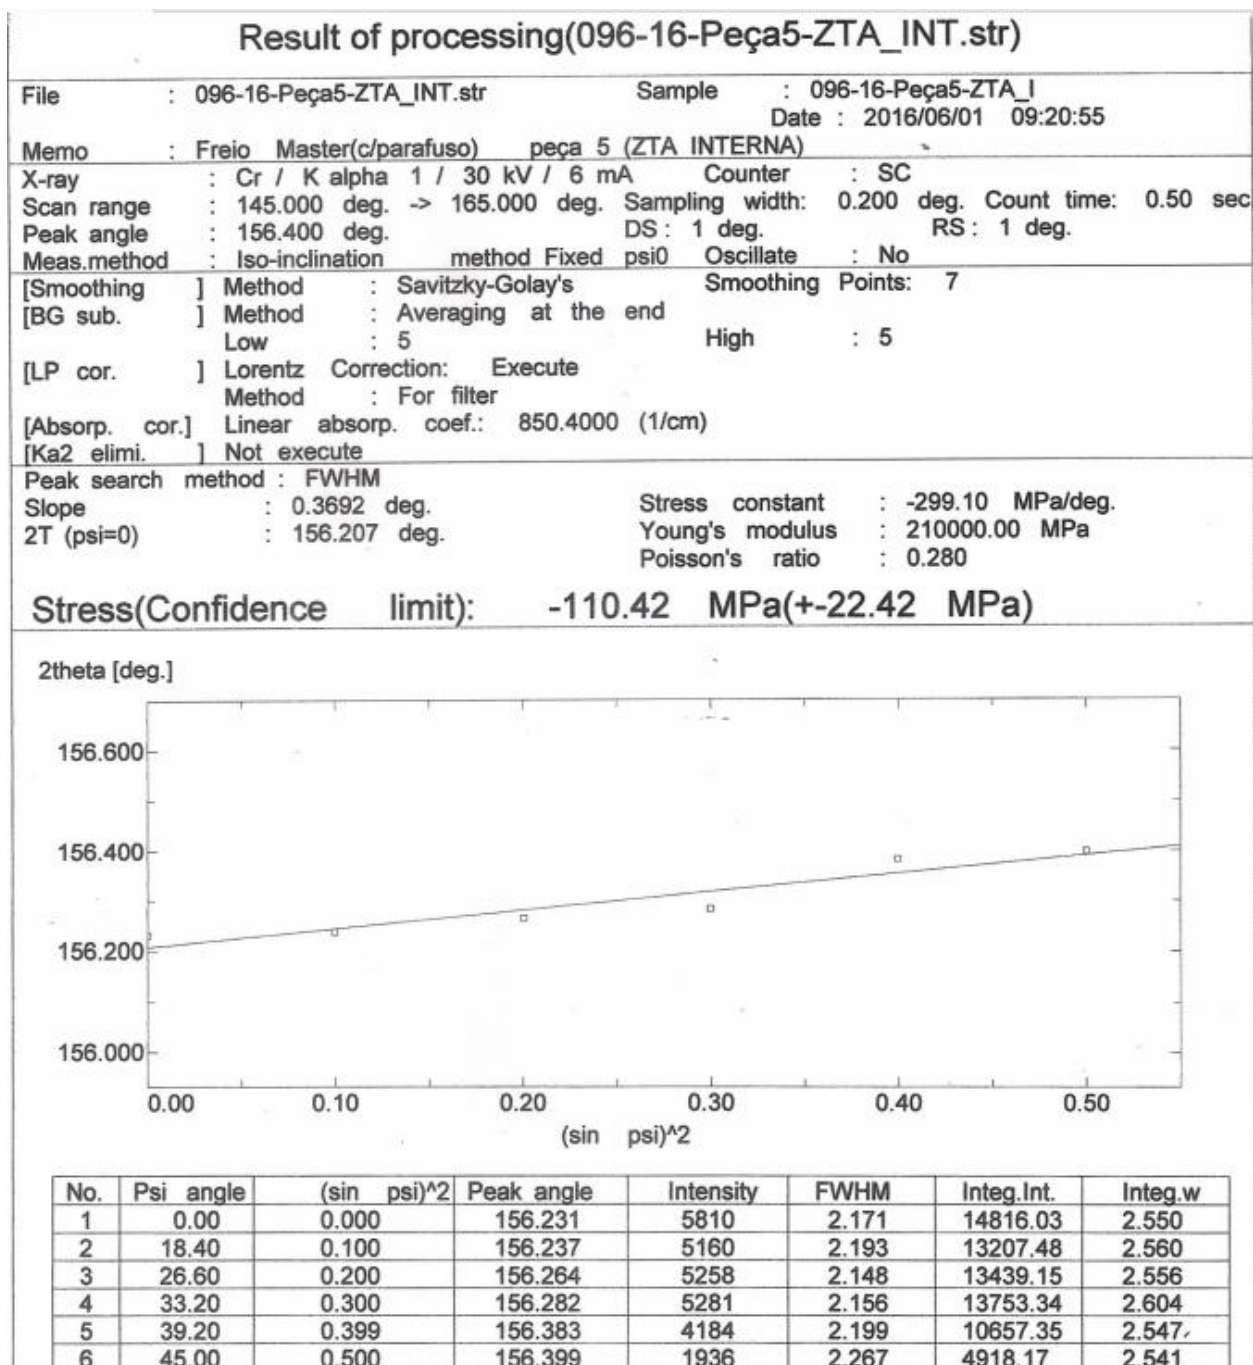 Result of processing(096-16-Peça5-ZTA_INT.str)
File : 096-16-Peça5-ZTA_INT.str Sample : 096-16-Peça5-ZTA_I
Date : 2016/06/01 09:20:55
Memo : Freio Master(c/parafuso) peça 5 (ZTA INTERNA)
X-ray : Cr / K alpha 1 / 30 kV / 6 mA Counter : SC
Scan range : 145.000 deg. -> 165.000 deg. Sampling width: 0.200 deg. Count time: 0.50 sec
Peak angle : 156.400 deg. DS : 1 deg. RS : 1 deg.
Meas.method : Iso-inclination method Fixed psi0 Oscillate : No
[Smoothing ] Method : Savitzky-Golay's Smoothing Points: 7
[BG sub. ] Method : Averaging at the end
Low : 5 High : 5
[LP cor. ] Lorentz Correction: Execute
Method : For filter
[Absorp. cor.] Linear absorp. coef.: 850.4000 (1/cm)
[Ka2 elimi. ] Not execute
Peak search method : FWHM
Slope : 0.3692 deg. Stress constant : -299.10 MPa/deg.
2T (psi=0) : 156.207 deg. Young's modulus : 210000.00 MPa
Poisson's ratio : 0.280
Stress(Confidence limit): -110.42 MPa(+-22.42 MPa)
2theta [deg.]
156.600
156.400
156.200
156.000
0.00 0.10 0.20 0.30 0.40 0.50
(sin psi)^2
No. Psi angle (sin psi)^2 Peak angle Intensity FWHM Integ.Int. Integ.w
1 0.00 0.000 156.231 5810 2.171 14816.03 2.550
2 18.40 0.100 156.237 5160 2.193 13207.48 2.560
3 26.60 0.200 156.264 5258 2.148 13439.15 2.556
4 33.20 0.300 156.282 5281 2.156 13753.34 2.604
5 39.20 0.399 156.383 4184 2.199 10657.35 2.547
6 45.00 0.500 156.399 1936 2.267 4918.17 2.541